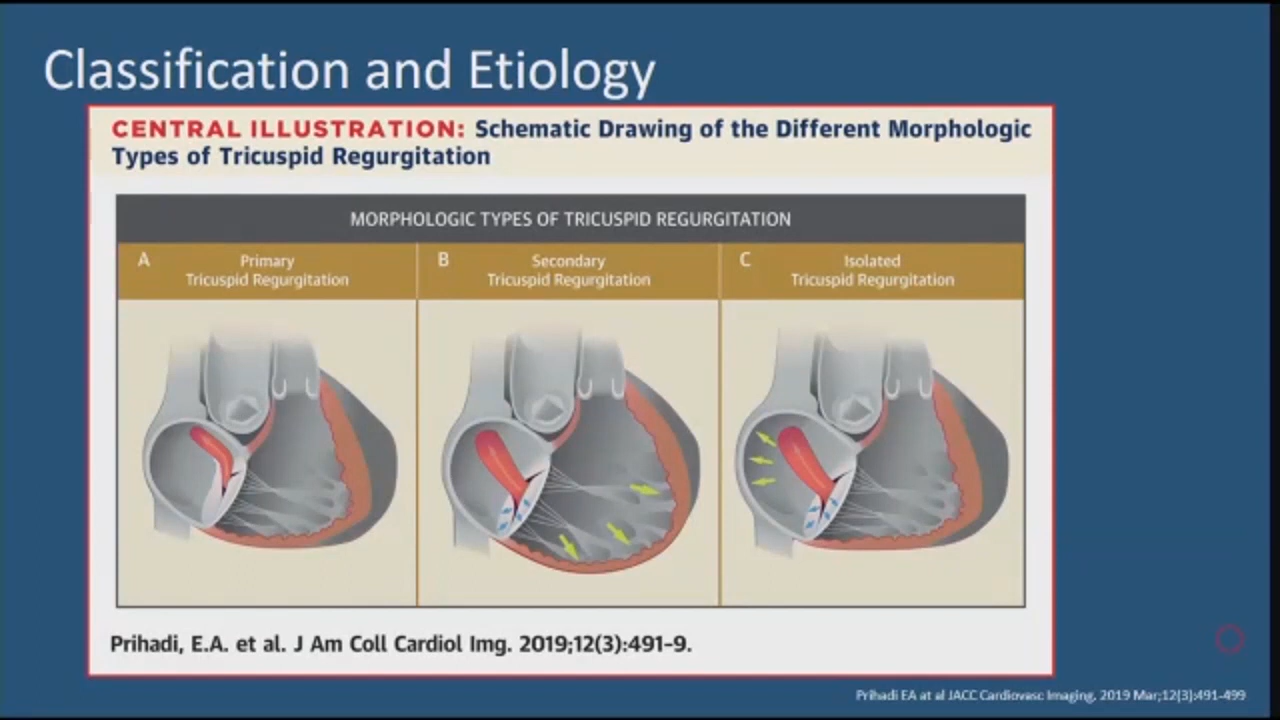 Classification and Etiology
CENTRAL ILLUSTRATION: Schematic Drawing of the Different Morphologic
Types of Tricuspid Regurgitation
MORPHOLOGIC TYPES OF TRICUSPID REGURGITATION
A Primary
Tricuspid Regurgitation
B Secondary
Tricuspid Regurgitation
C Isolated
Tricuspid Regurgitation
Prihadi, E.A. et al. J Am Coll Cardiol Img. 2019;12(3):491-9.
Prihadi EA at al JACC Cardiovasc Imaging. 2019 Mar;12(3):491-499